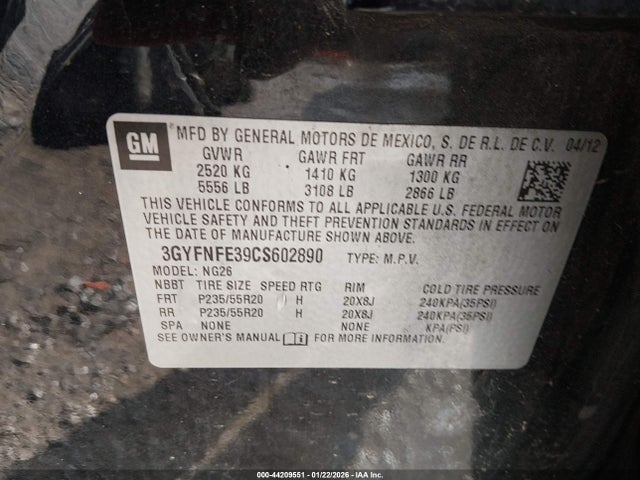 GM MFD BY GENERAL MOTORS DE MEXICO, S. DE R.L. DE C.V. 04/12
GVWR GAWR FRT GAWR RR
2520 KG 1410 KG 1300 KG
5556 LB 3108 LB 2866 LB
THIS VEHICLE CONFORMS TO ALL APPLICABLE U.S. FEDERAL MOTOR
VEHICLE SAFETY AND THEFT PREVENTION STANDARDS IN EFFECT ON
THE DATE OF MANUFACTURE SHOWN ABOVE.
3GYFNFE39CS602890 TYPE: M.P.V.
MODEL: NG26
NBBT TIRE SIZE SPEED RTG RIM COLD TIRE PRESSURE
FRT P235/55R20 H 20X8J 240KPA(35PSI)
RR P235/55R20 H 20X8J 240KPA(35PSI)
SPA NONE NONE KPA(PSI)
SEE OWNER'S MANUAL FOR MORE INFORMATION.
000-44209551 - 01/22/2026 - IAA Inc.